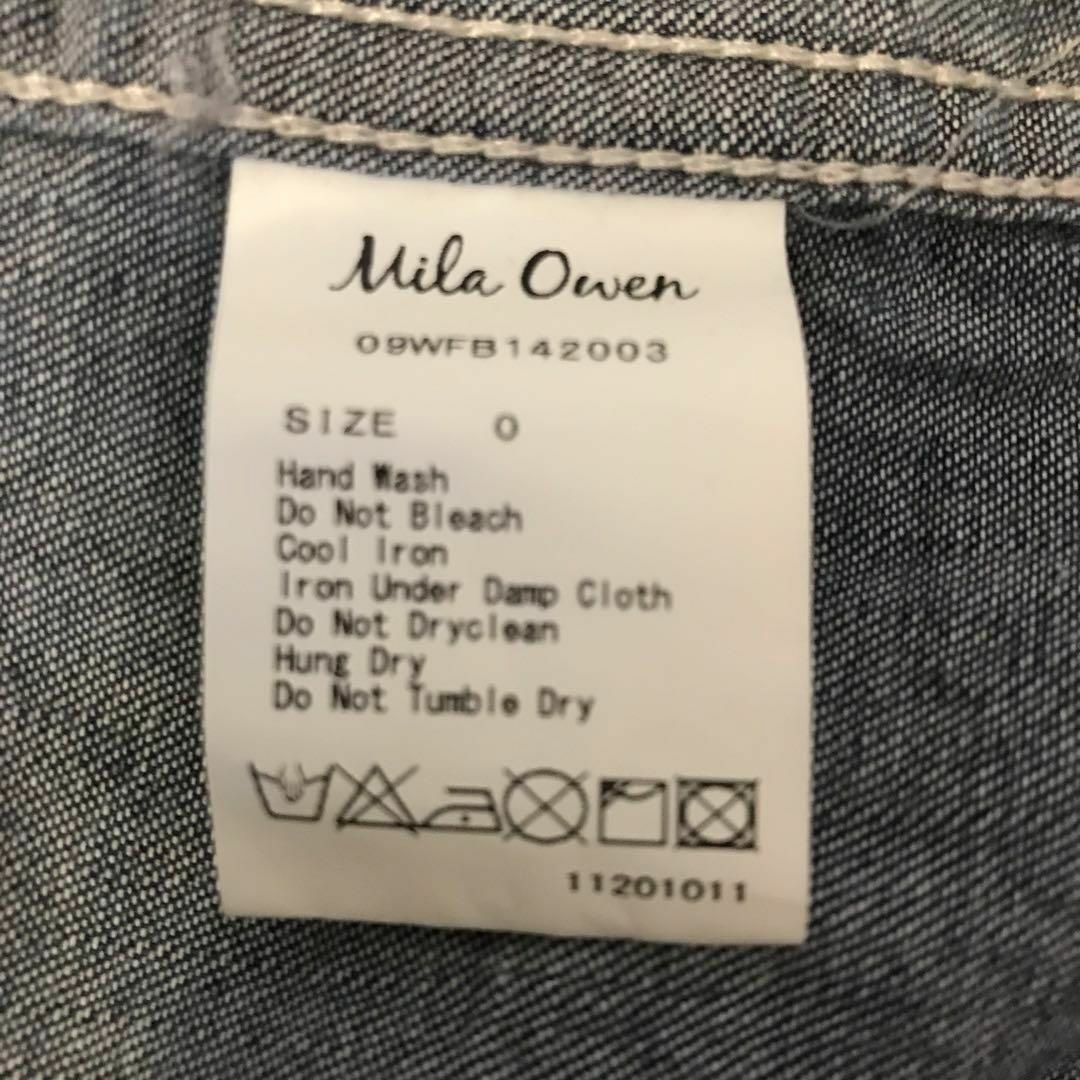 Mila Owen
09WFB142003
SIZE 0
Hand Wash
Do Not Bleach
Cool Iron
Iron Under Damp Cloth
Do Not Dryclean
Hung Dry
Do Not Tumble Dry
11201011